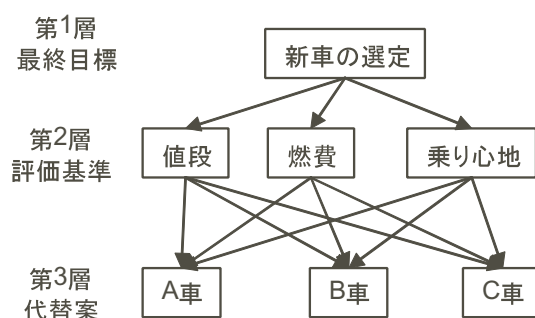 第1層
最終目標
新車の選定
第2層
評価基準
値段
燃費
乗り心地
第3層
代替案
A車
B車
C車